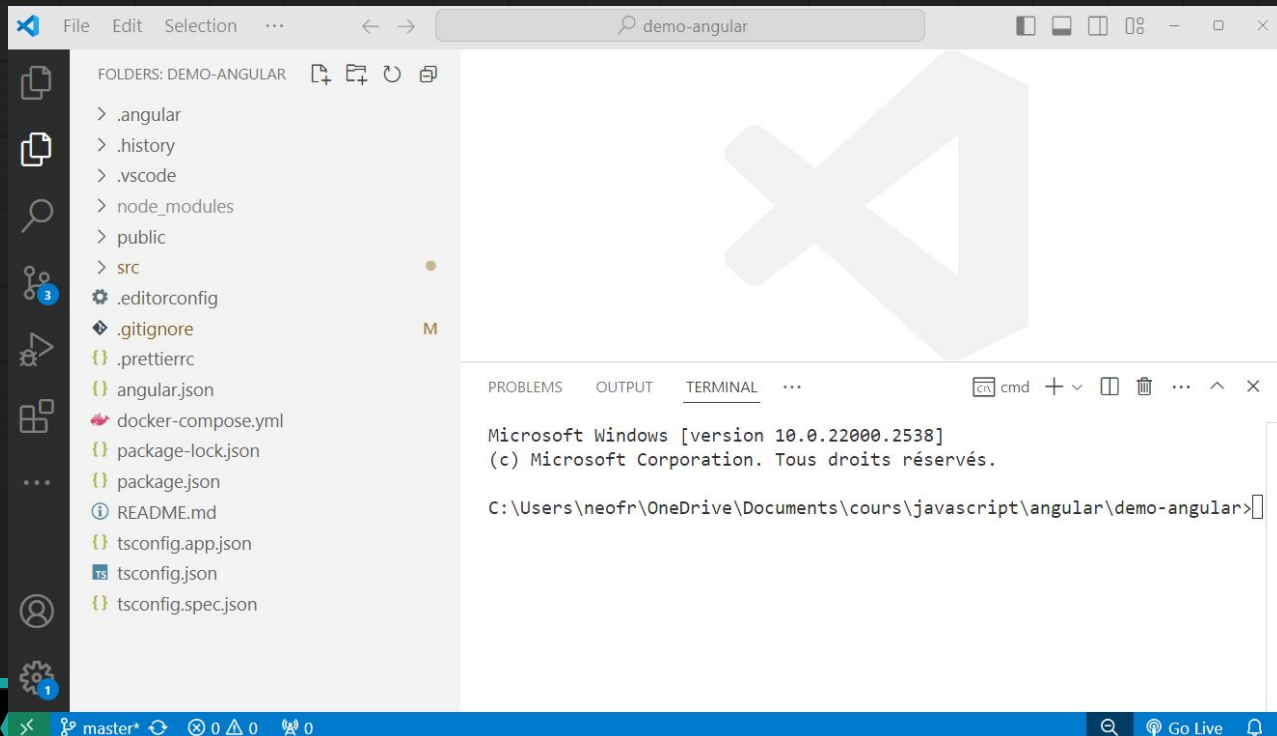 File Edit Selection ··· demo-angular
FOLDERS: DEMO-ANGULAR
.angular
.history
.vscode
node_modules
public
src
.editorconfig
.gitignore M
{} .prettierrc
{} angular.json
docker-compose.yml
{} package-lock.json
{} package.json
README.md
{} tsconfig.app.json
TS tsconfig.json
{} tsconfig.spec.json
3
1
PROBLEMS OUTPUT TERMINAL ··· cmd ···
Microsoft Windows [version 10.0.22000.2538]
(c) Microsoft Corporation. Tous droits réservés.
C:\Users\neofr\OneDrive\Documents\cours\javascript\angular\demo-angular>
master* 0 0 0 Go Live